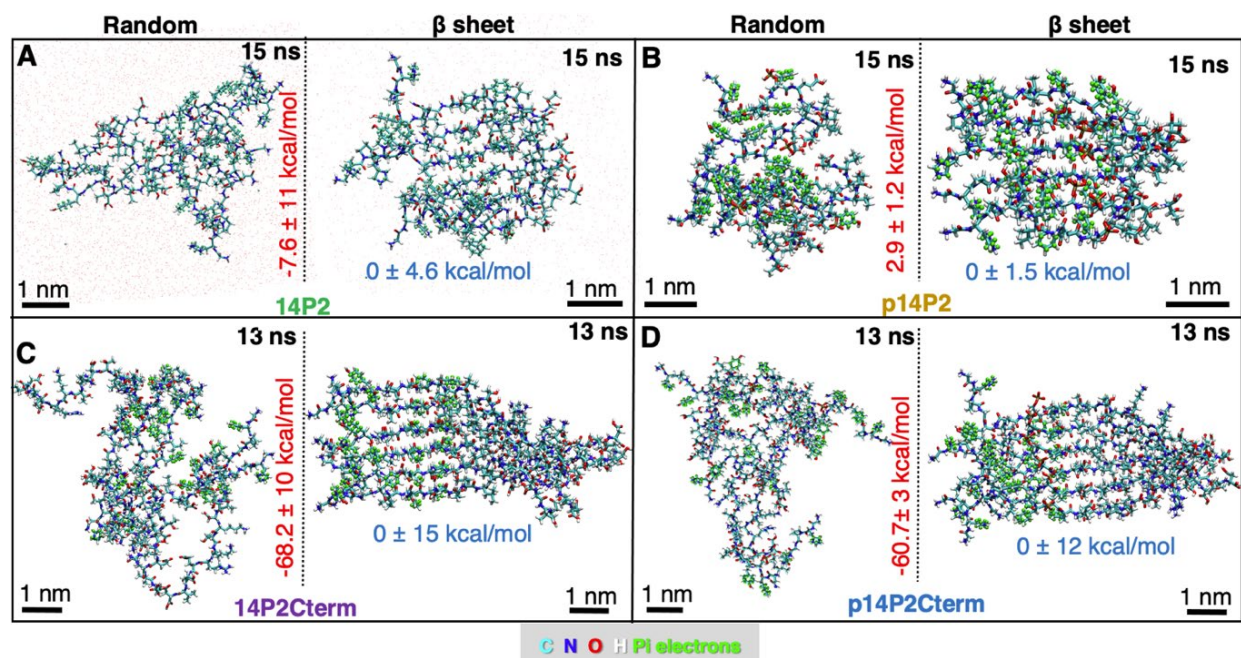 Random β sheet Random β sheet
A 15 ns 15 ns B 15 ns 15 ns
-7.6 ± 11 kcal/mol
0 ± 4.6 kcal/mol
2.9 ± 1.2 kcal/mol
0 ± 1.5 kcal/mol
1 nm 14P2 1 nm 1 nm p14P2 1 nm
C 13 ns 13 ns D 13 ns 13 ns
-68.2 ± 10 kcal/mol
0 ± 15 kcal/mol
-60.7± 3 kcal/mol
0 ± 12 kcal/mol
1 nm 14P2Cterm 1 nm 1 nm p14P2Cterm 1 nm
C N O H Pi electrons